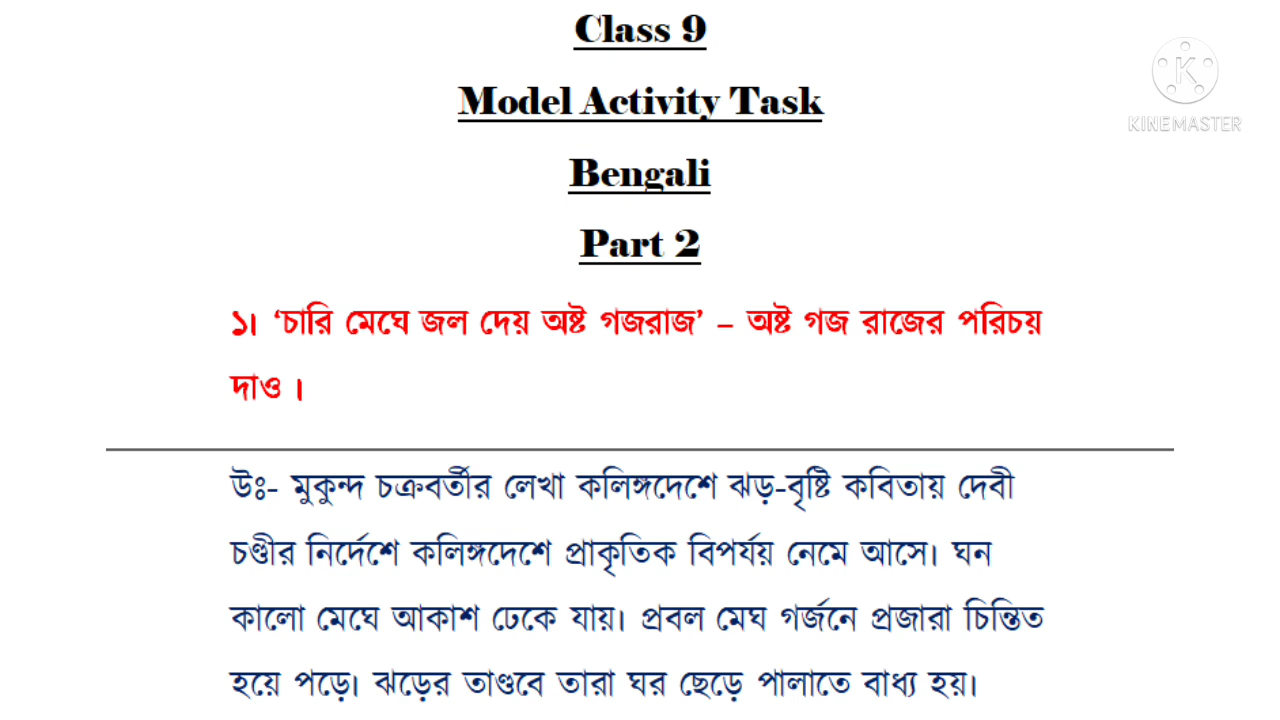 Class 9
Model Activity Task
Bengali
Part 2
KINEMASTER
১। ‘চারি মেঘে জল দেয় অষ্ট গজরাজ’ – অষ্ট গজ রাজের পরিচয়
দাও ।
উঃ- মুকুন্দ চক্রবর্তীর লেখা কলিঙ্গদেশে ঝড়-বৃষ্টি কবিতায় দেবী
চণ্ডীর নির্দেশে কলিঙ্গদেশে প্রাকৃতিক বিপর্যয় নেমে আসে। ঘন
কালো মেঘে আকাশ ঢেকে যায়। প্রবল মেঘ গর্জনে প্রজারা চিন্তিত
হয়ে পড়ে। ঝড়ের তাণ্ডবে তারা ঘর ছেড়ে পালাতে বাধ্য হয়।